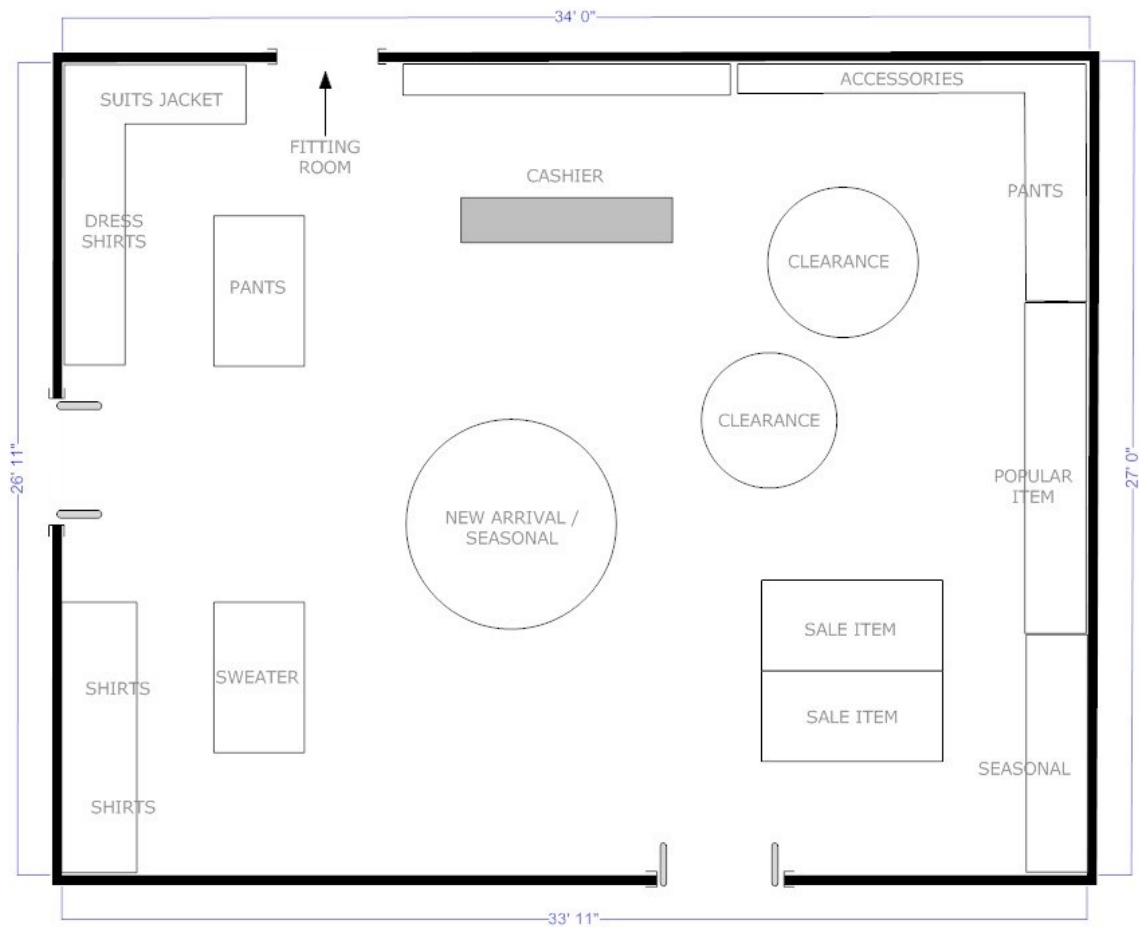 34' 0"
SUITS JACKET
ACCESSORIES
FITTING
ROOM
CASHIER
PANTS
DRESS
SHIRTS
CLEARANCE
PANTS
CLEARANCE
26' 11"
27' 0"
POPULAR
ITEM
NEW ARRIVAL /
SEASONAL
SALE ITEM
SWEATER
SHIRTS
SALE ITEM
SEASONAL
SHIRTS
33' 11"